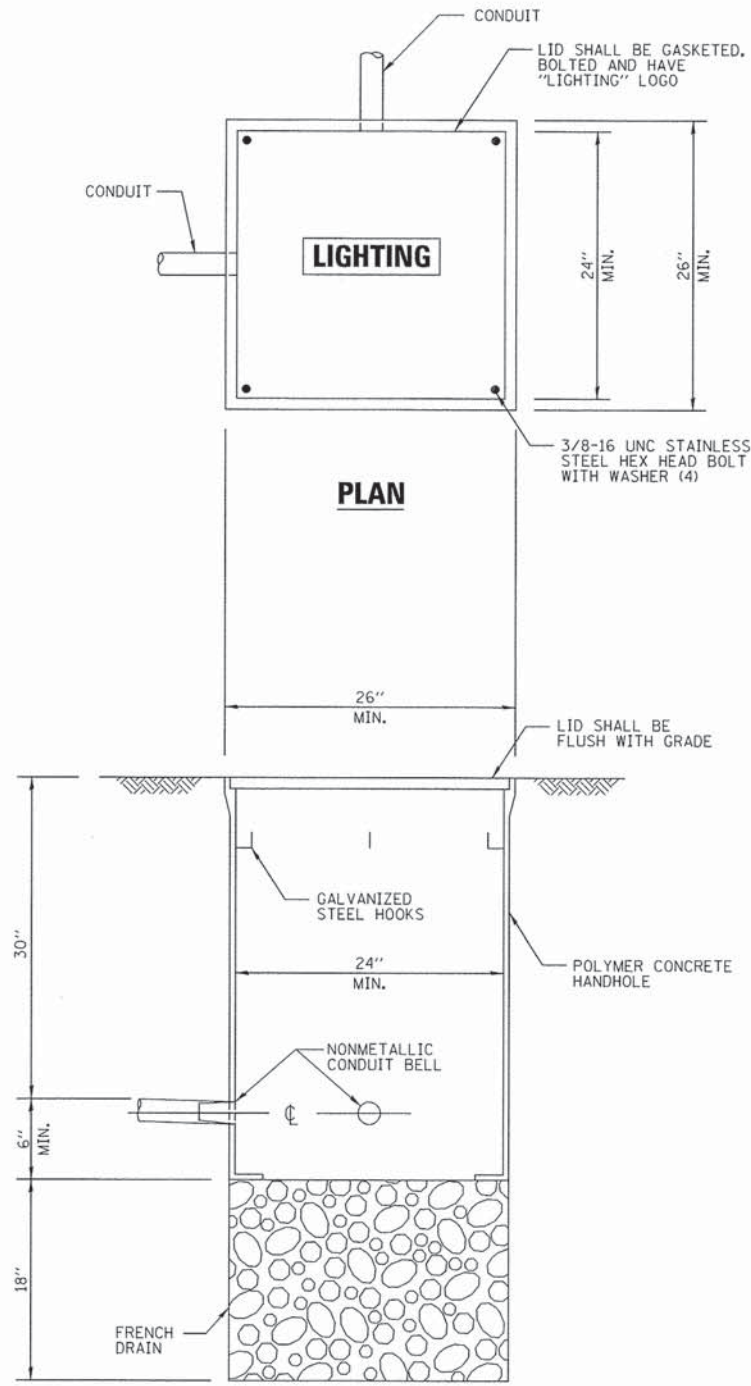 CONDUIT
LID SHALL BE GASKETED,
BOLTED AND HAVE
"LIGHTING" LOGO
CONDUIT
LIGHTING
24"
MIN.
26"
MIN.
3/8-16 UNC STAINLESS
STEEL HEX HEAD BOLT
WITH WASHER (4)
PLAN
26"
MIN.
LID SHALL BE
FLUSH WITH GRADE
GALVANIZED
STEEL HOOKS
30"
24"
MIN.
POLYMER CONCRETE
HANDHOLE
NONMETALLIC
CONDUIT BELL
℄
6"
MIN.
18"
FRENCH
DRAIN